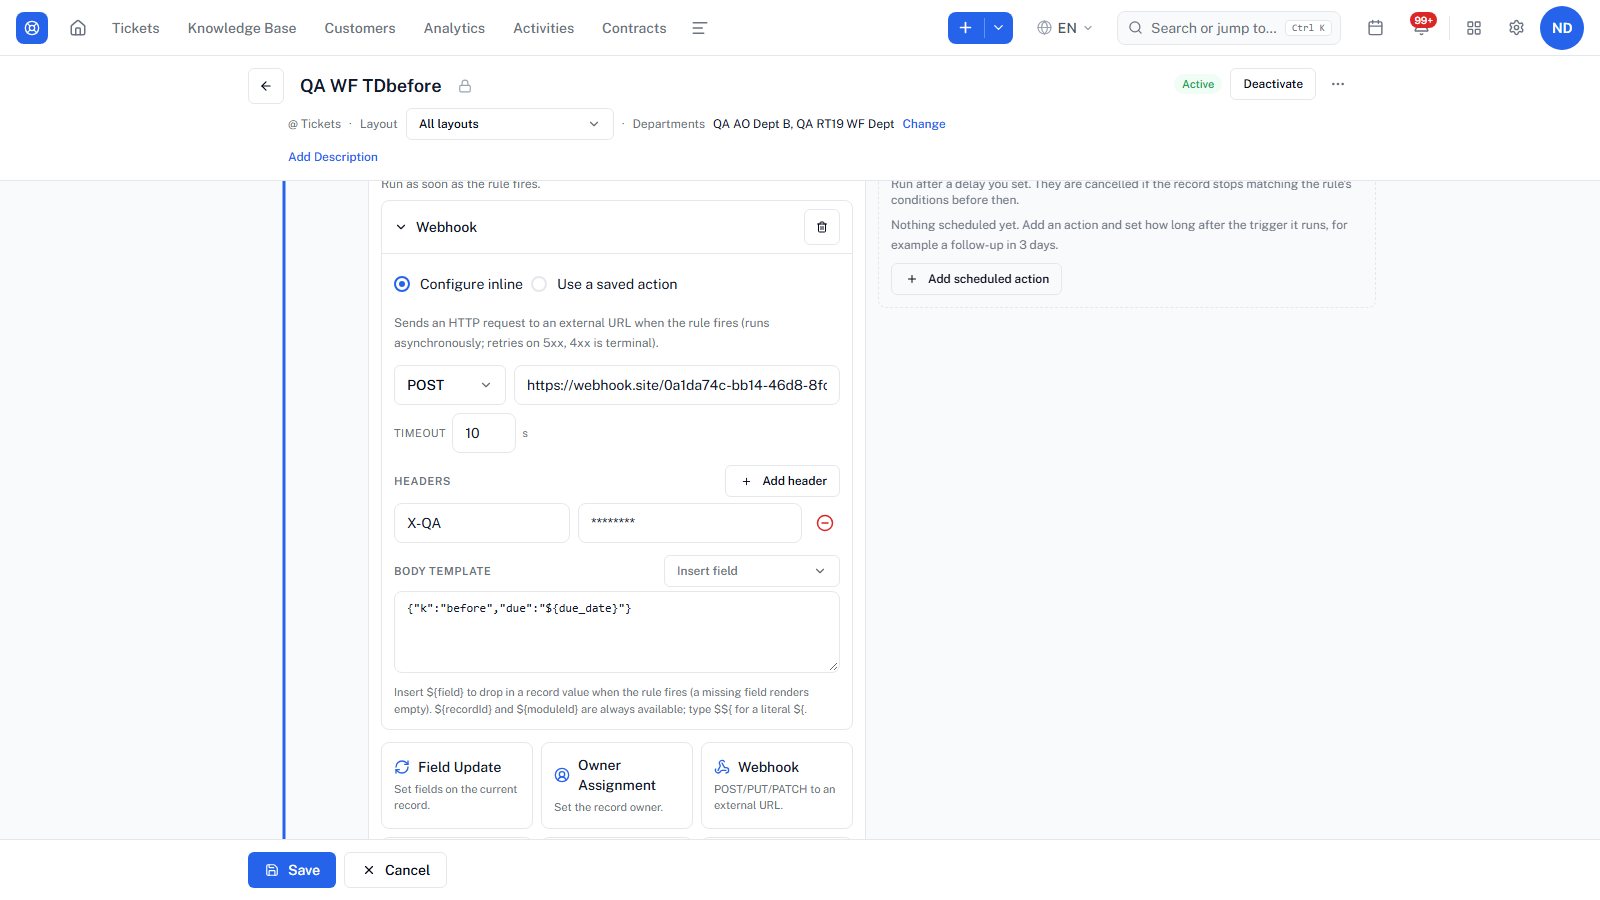 Tickets Knowledge Base Customers Analytics Activities Contracts EN Search or jump to... Ctrl K 99+ ND
QA WF TDbefore Active Deactivate
@ Tickets · Layout All layouts · Departments QA AO Dept B, QA RT19 WF Dept Change
Add Description
Run as soon as the rule fires.
Webhook
Configure inline Use a saved action
Sends an HTTP request to an external URL when the rule fires (runs
asynchronously; retries on 5xx, 4xx is terminal).
POST https://webhook.site/0a1da74c-bb14-46d8-8f
TIMEOUT 10 s
HEADERS Add header
X-QA ********
BODY TEMPLATE Insert field
{"k":"before","due":"${due_date}"}
Insert ${field} to drop in a record value when the rule fires (a missing field renders
empty). ${recordId} and ${moduleId} are always available; type $${ for a literal ${.
Field Update
Set fields on the current
record.
Owner
Assignment
Set the record owner.
Webhook
POST/PUT/PATCH to an
external URL.
Run after a delay you set. They are cancelled if the record stops matching the rule's
conditions before then.
Nothing scheduled yet. Add an action and set how long after the trigger it runs, for
example a follow-up in 3 days.
Add scheduled action
Save Cancel